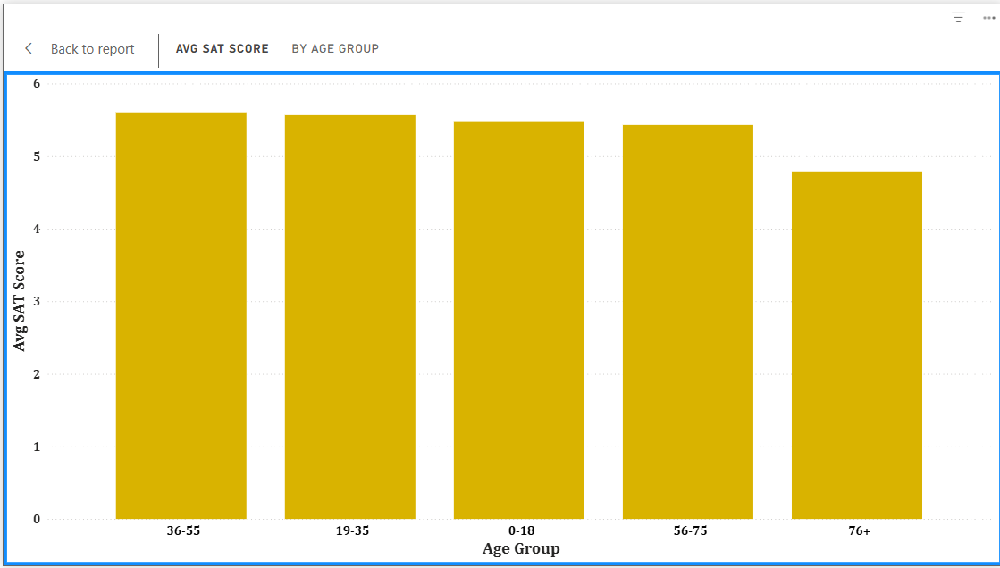 Back to report
AVG SAT SCORE
BY AGE GROUP
Avg SAT Score
6
5
4
3
2
1
0
36-55 19-35 0-18 56-75 76+
Age Group